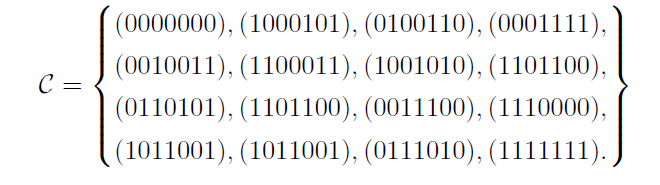 (0000000), (1000101), (0100110), (0001111),
(0010011), (1100011), (1001010), (1101100),
C =
(0110101), (1101100), (0011100), (1110000),
(1011001), (1011001), (0111010), (1111111).